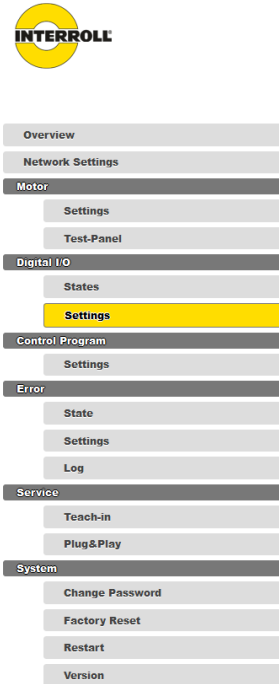 INTERROLL
Overview
Network Settings
Motor
Settings
Test-Panel
Digital I/O
States
Settings
Control Program
Settings
Error
State
Settings
Log
Service
Teach-in
Plug&Play
System
Change Password
Factory Reset
Restart
Version